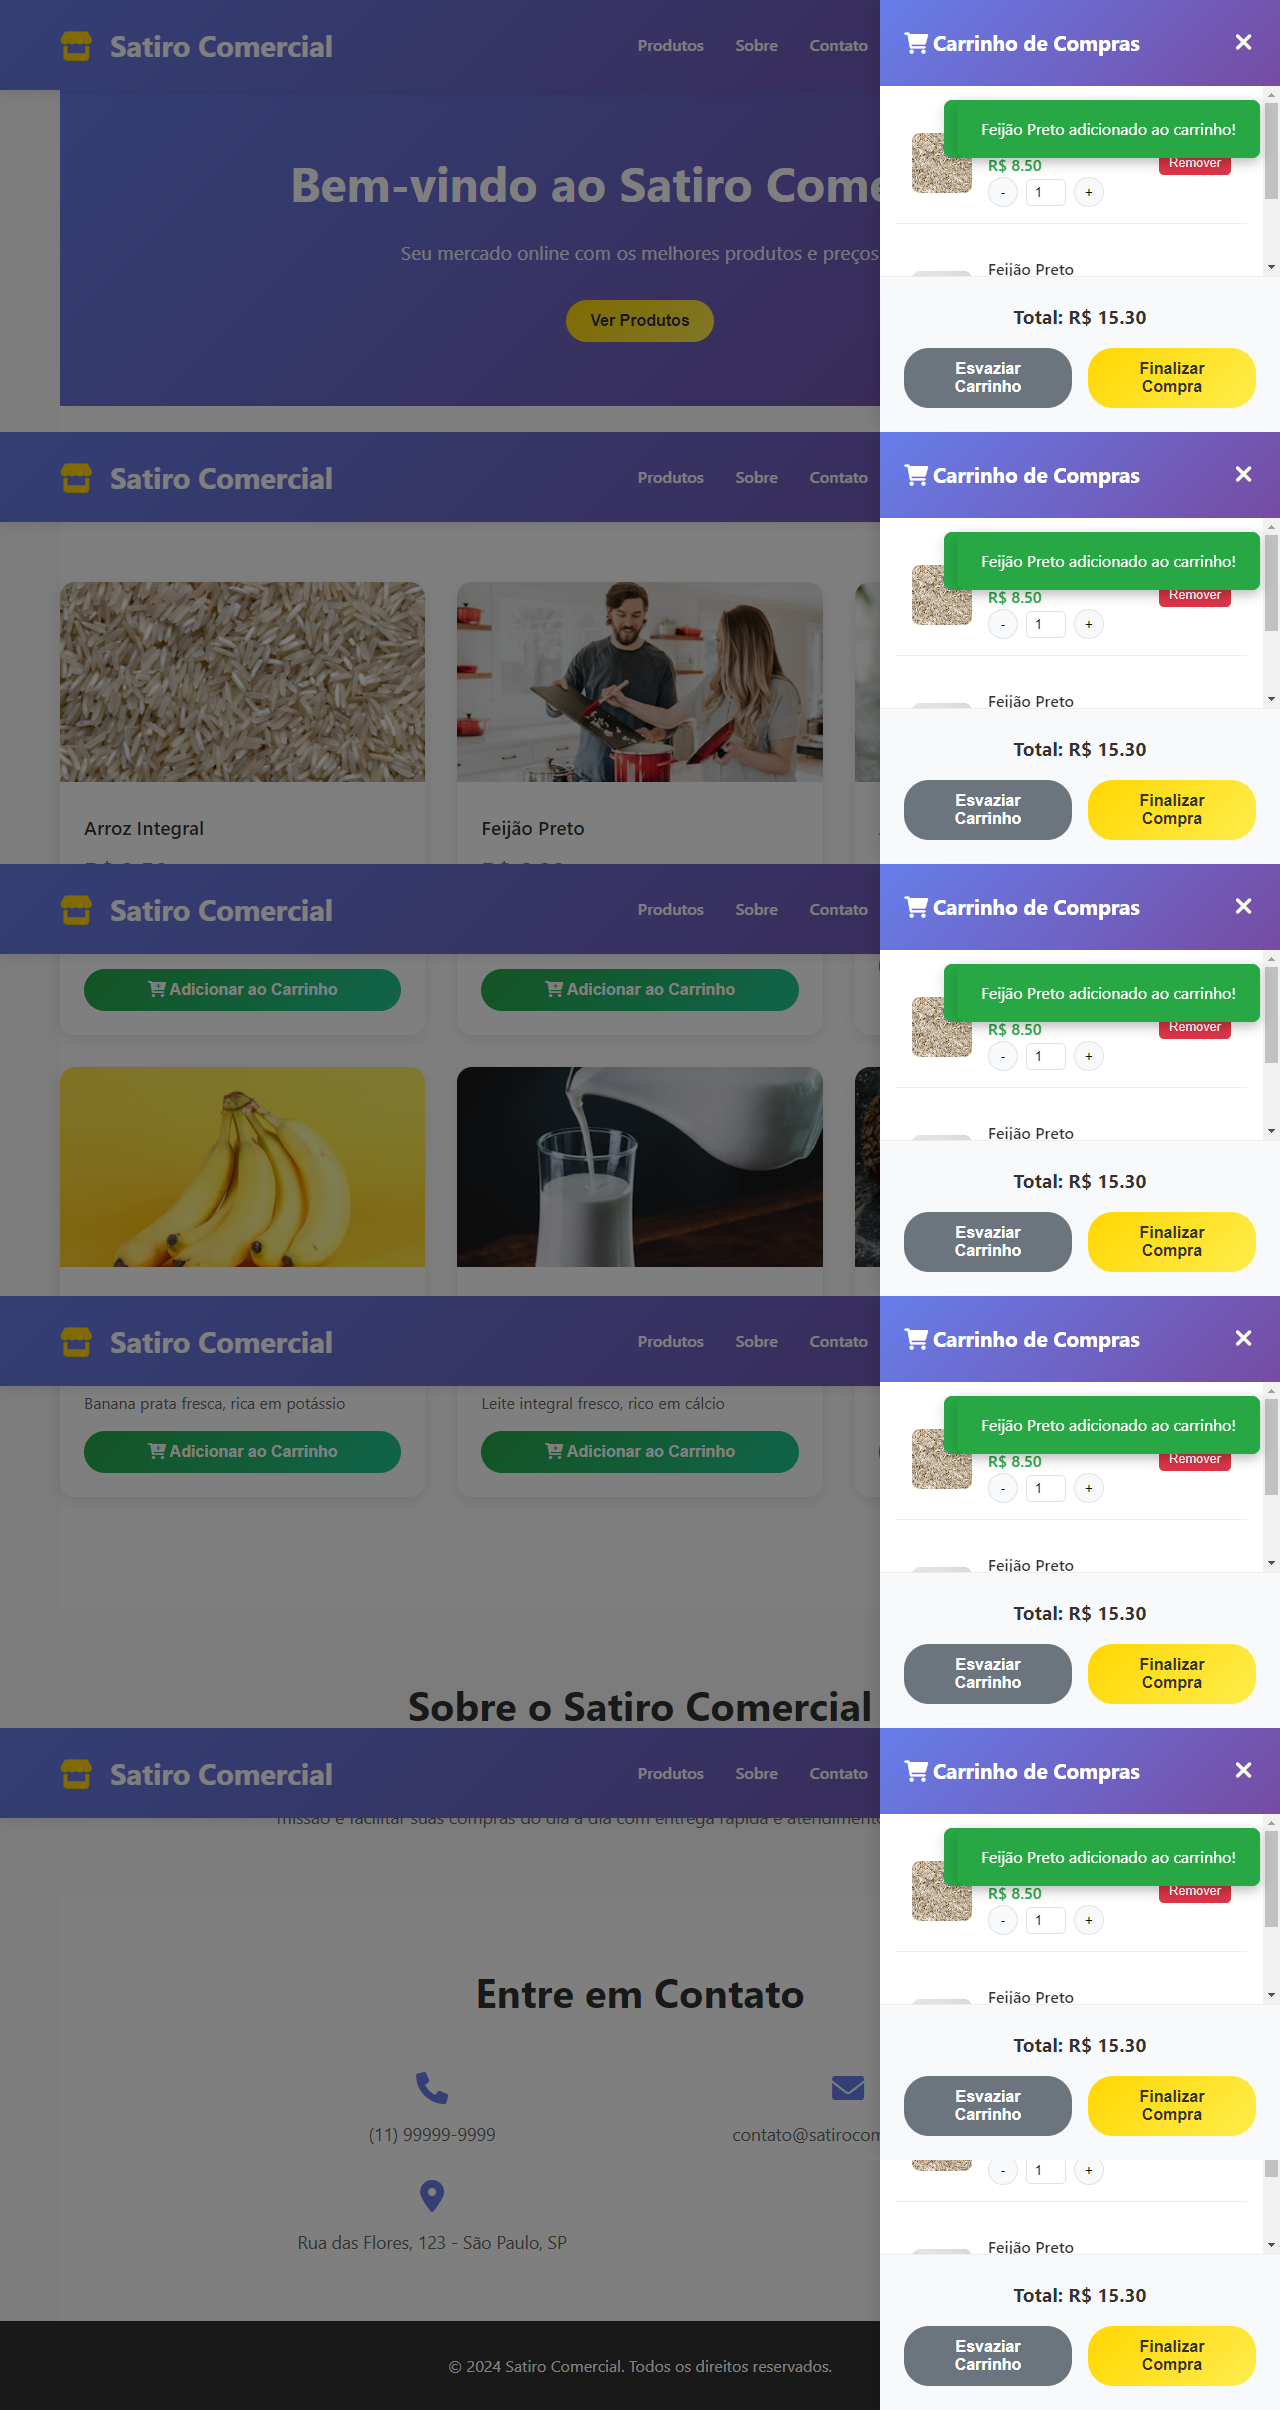 Satiro Comercial
Produtos Sobre Contato
Carrinho de Compras
Feijão Preto adicionado ao carrinho!
R$ 8.50
Remover
- 1 +
Feijão Preto
Total: R$ 15.30
Esvaziar Carrinho
Finalizar Compra
Bem-vindo ao Satiro
Seu mercado online com os melhores produtos e preços
Ver Produtos
Satiro Comercial
Produtos Sobre Contato
Carrinho de Compras
Feijão Preto adicionado ao carrinho!
R$ 8.50
Remover
- 1 +
Feijão Preto
Total: R$ 15.30
Esvaziar Carrinho
Finalizar Compra
Arroz Integral
Feijão Preto
Satiro Comercial
Produtos Sobre Contato
Carrinho de Compras
Feijão Preto adicionado ao carrinho!
R$ 8.50
Remover
- 1 +
Feijão Preto
Total: R$ 15.30
Esvaziar Carrinho
Finalizar Compra
Adicionar ao Carrinho
Adicionar ao Carrinho
Satiro Comercial
Produtos Sobre Contato
Carrinho de Compras
Feijão Preto adicionado ao carrinho!
R$ 8.50
Remover
- 1 +
Feijão Preto
Total: R$ 15.30
Esvaziar Carrinho
Finalizar Compra
Banana prata fresca, rica em potássio
Adicionar ao Carrinho
Leite integral fresco, rico em cálcio
Adicionar ao Carrinho
Sobre o Satiro Comercial
Satiro Comercial
Produtos Sobre Contato
Carrinho de Compras
Feijão Preto adicionado ao carrinho!
R$ 8.50
Remover
- 1 +
Feijão Preto
Total: R$ 15.30
Esvaziar Carrinho
Finalizar Compra
missão é facilitar suas compras do dia a dia com entrega rápida e
Entre em Contato
(11) 99999-9999
contato@satirocom
Rua das Flores, 123 - São Paulo, SP
- 1 +
Feijão Preto
Total: R$ 15.30
Esvaziar Carrinho
Finalizar Compra
© 2024 Satiro Comercial. Todos os direitos reservados.